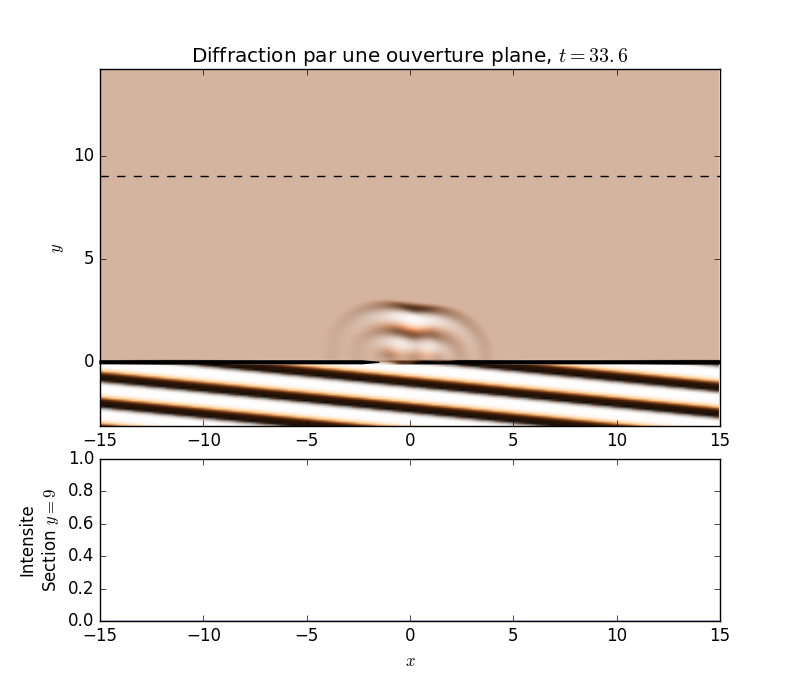 Diffraction par une ouverture plane, t = 33.6
10
5
0
y
−15 −10 −5 0 5 10 15
1.0
0.8
0.6
0.4
0.2
0.0
Intensite
Section y = 9
−15 −10 −5 0 5 10 15
x